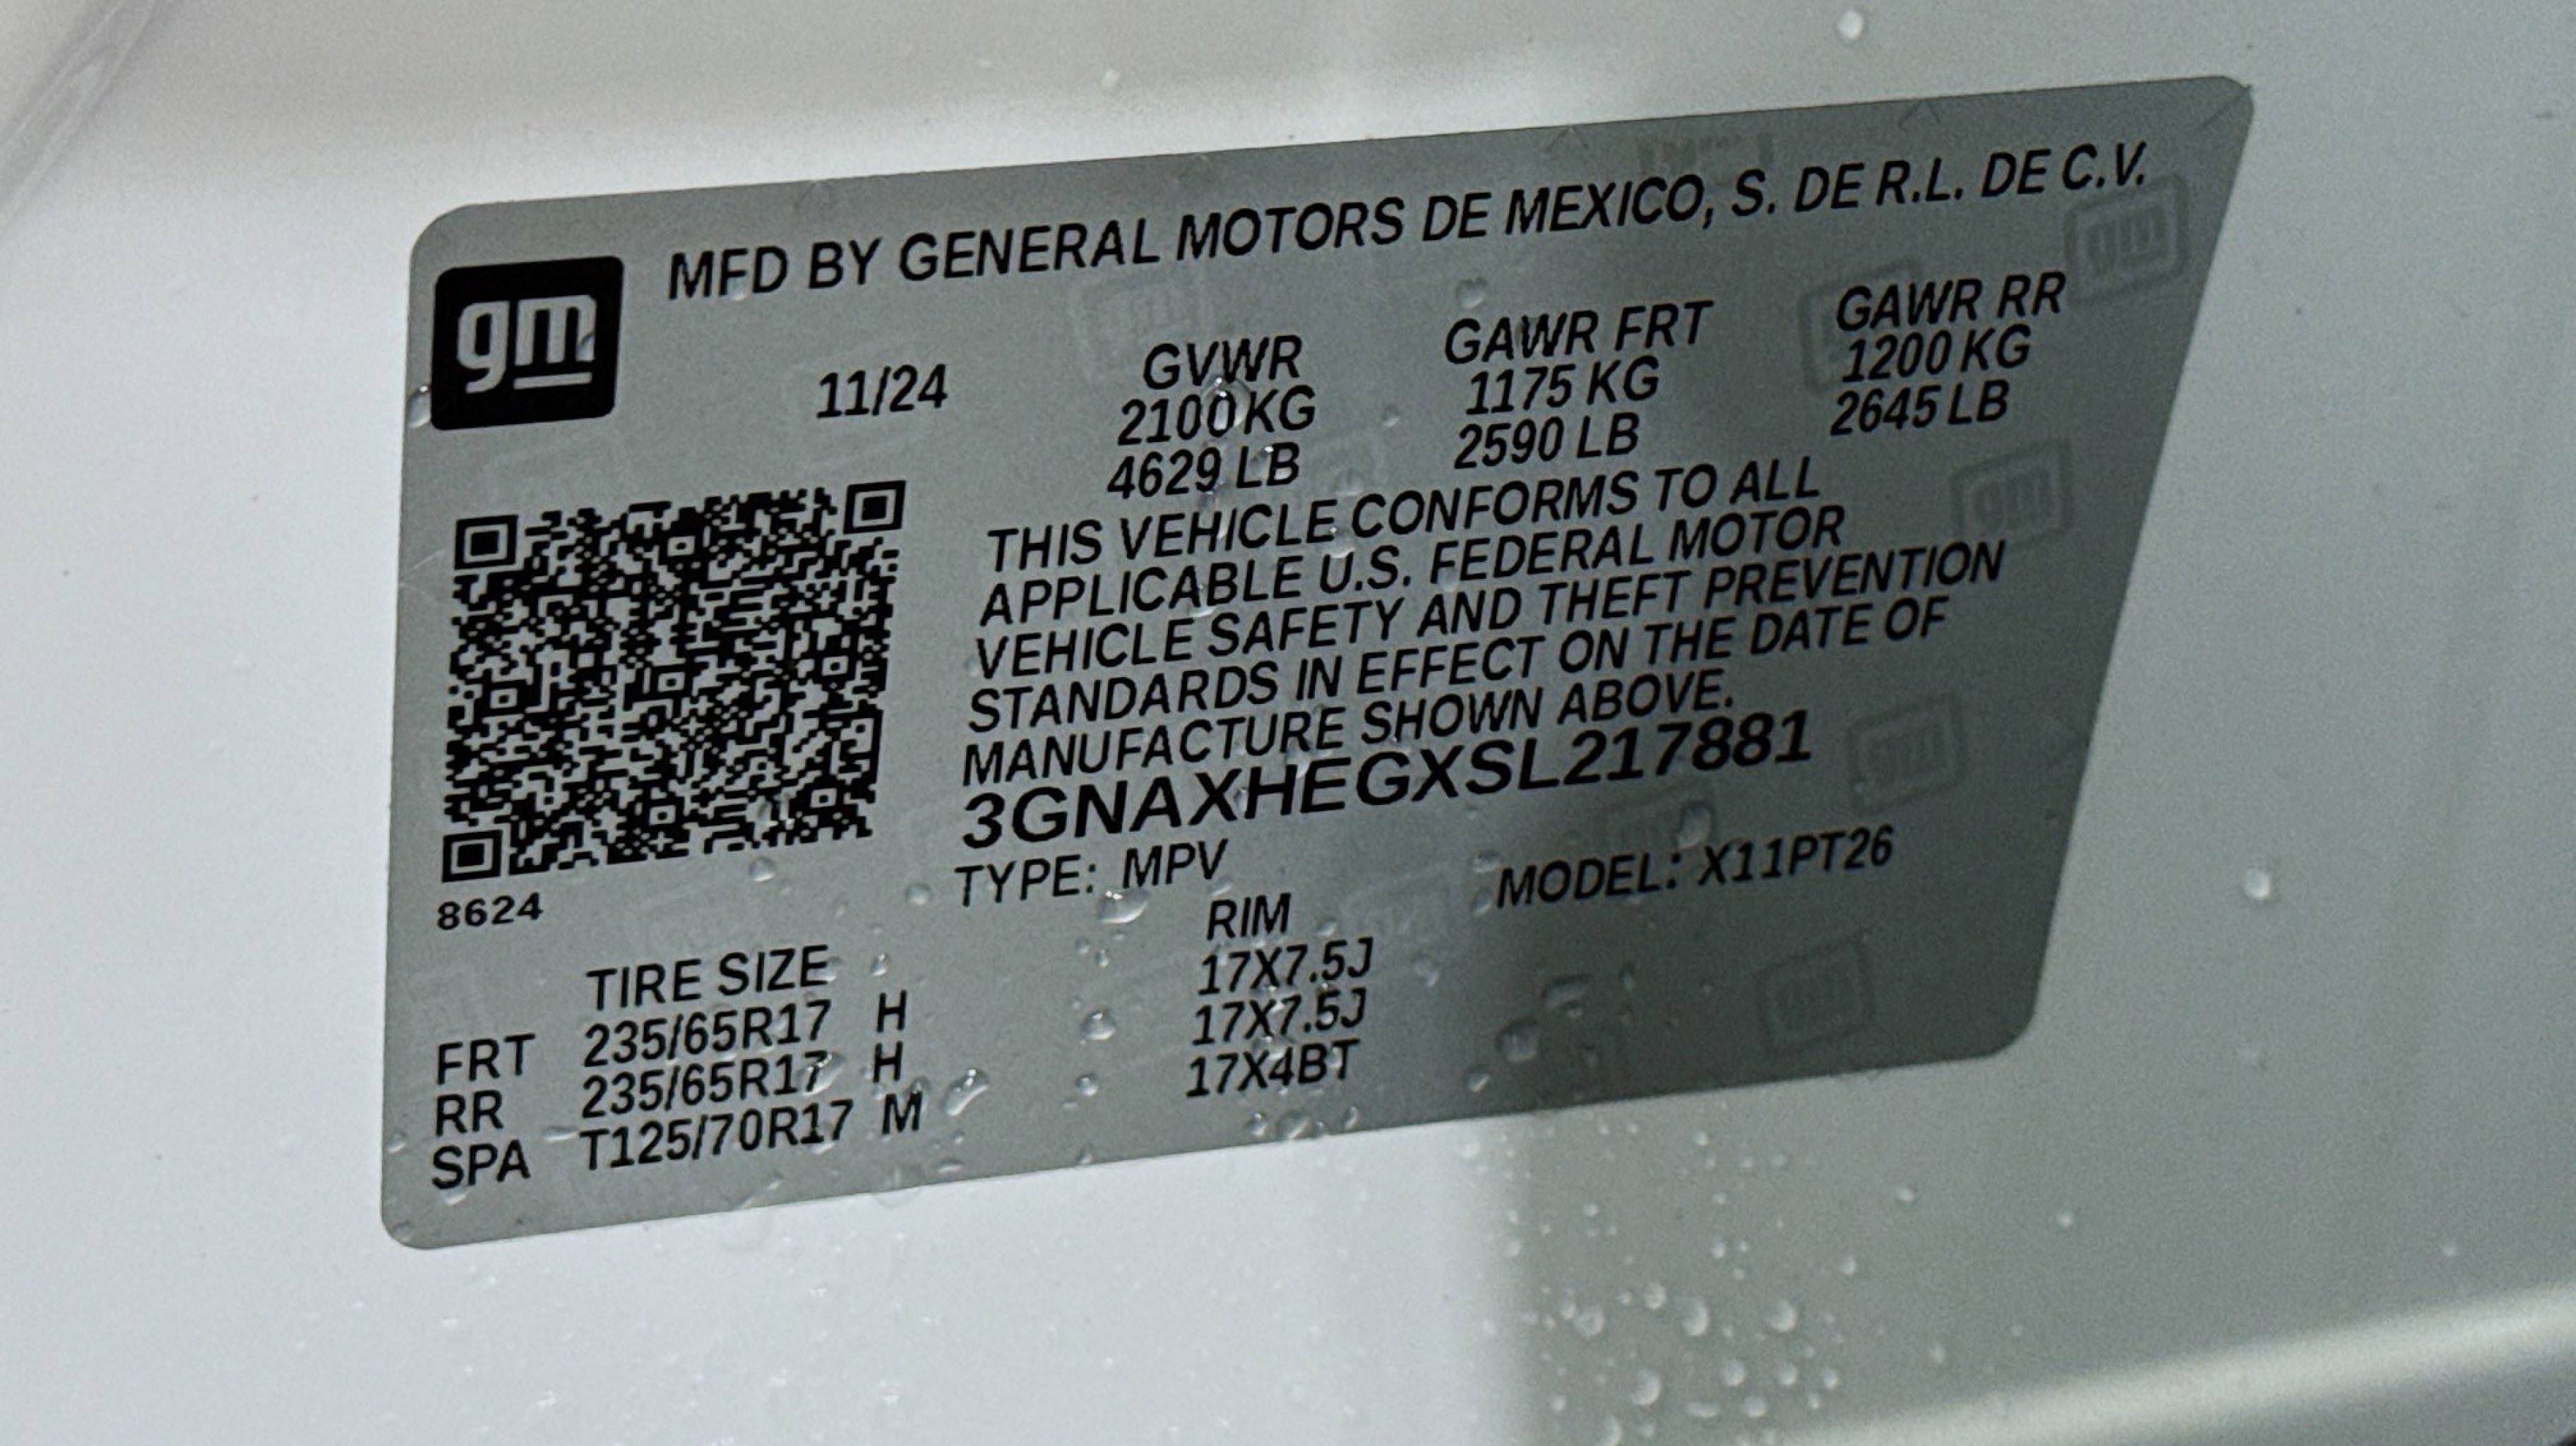 gm MFD BY GENERAL MOTORS DE MEXICO, S. DE R.L. DE C.V.
11/24 GVWR GAWR FRT GAWR RR
2100 KG 1175 KG 1200 KG
4629 LB 2590 LB 2645 LB
THIS VEHICLE CONFORMS TO ALL
APPLICABLE U.S. FEDERAL MOTOR
VEHICLE SAFETY AND THEFT PREVENTION
STANDARDS IN EFFECT ON THE DATE OF
MANUFACTURE SHOWN ABOVE.
3GNAXHEGXSL217881
TYPE: MPV MODEL: X11PT26
8624
TIRE SIZE RIM
FRT 235/65R17 H 17X7.5J
RR 235/65R17 H 17X7.5J
SPA T125/70R17 M 17X4BT